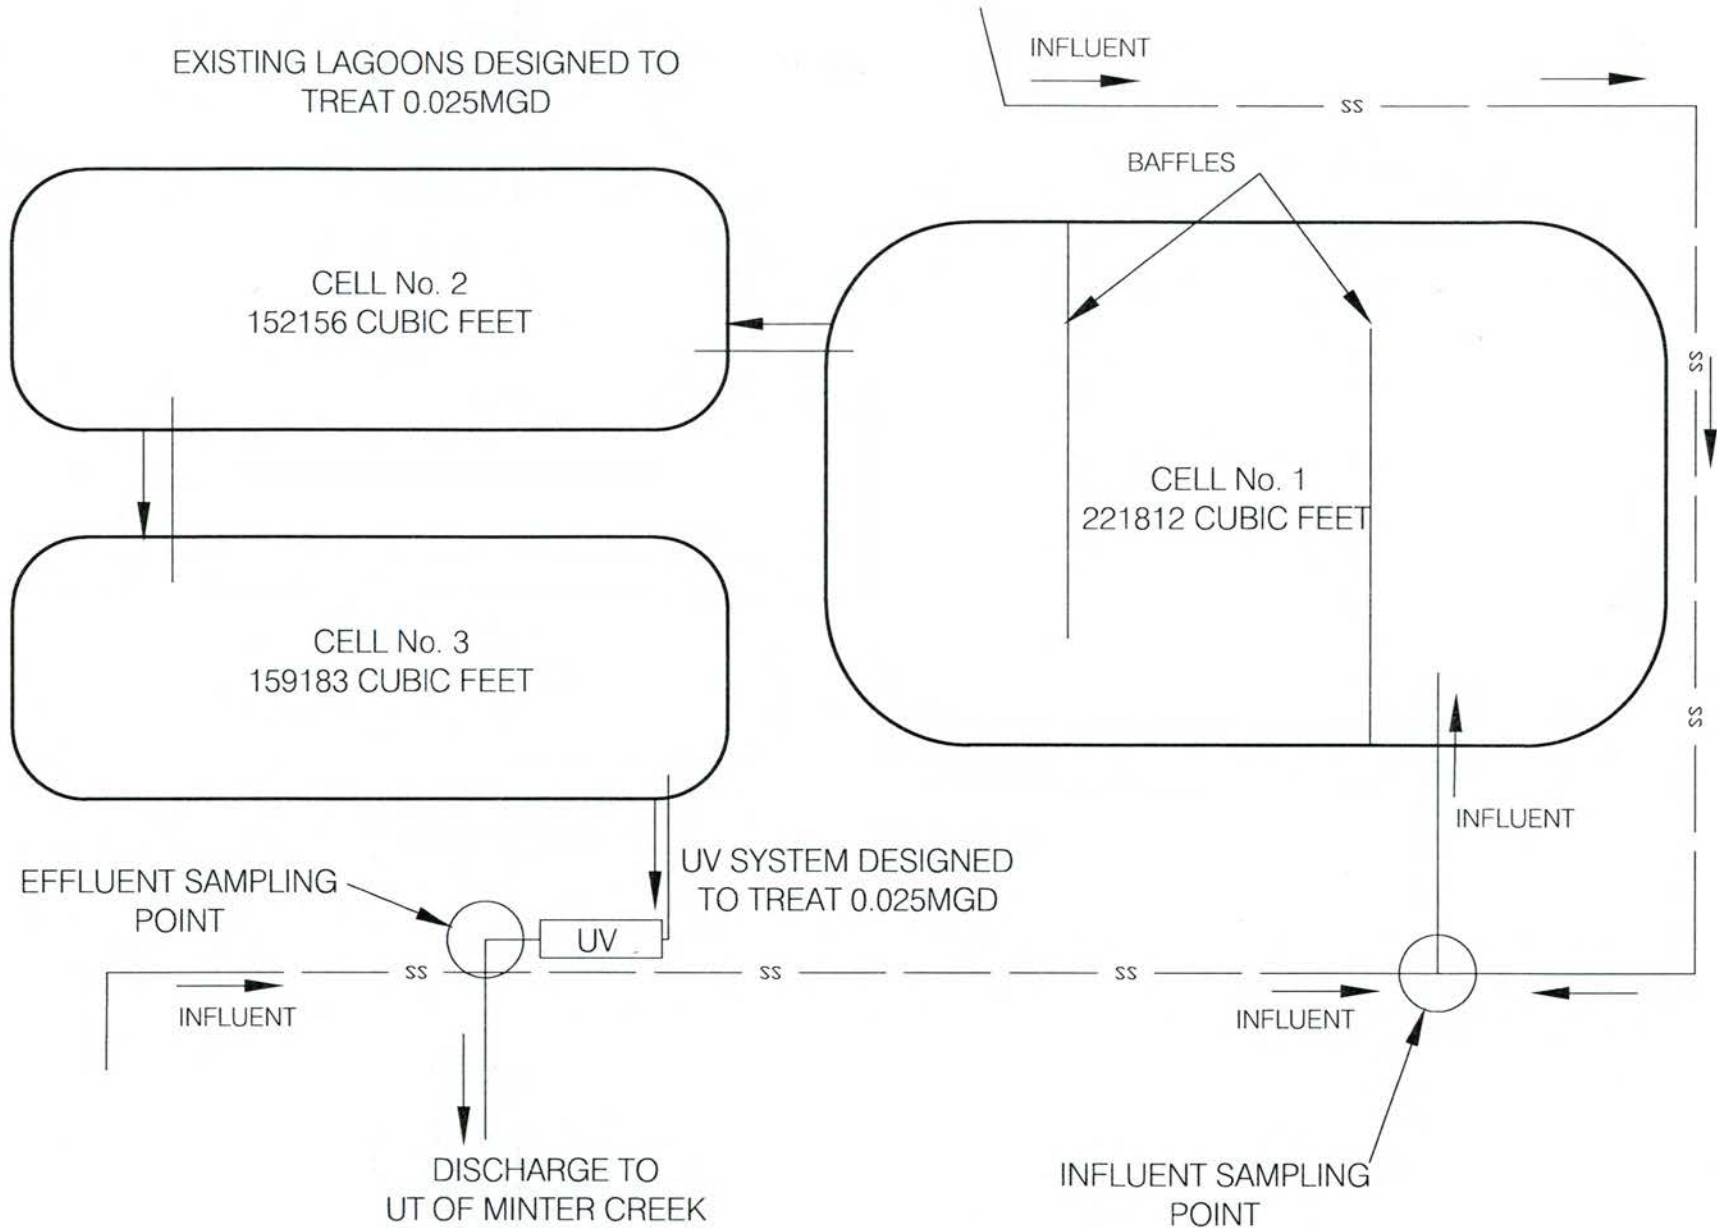 EXISTING LAGOONS DESIGNED TO
TREAT 0.025MGD
INFLUENT
SS
BAFFLES
CELL No. 2
152156 CUBIC FEET
SS
CELL No. 1
221812 CUBIC FEET
CELL No. 3
159183 CUBIC FEET
SS
INFLUENT
UV SYSTEM DESIGNED
TO TREAT 0.025MGD
EFFLUENT SAMPLING
POINT
UV
SS
SS
SS
INFLUENT
INFLUENT
DISCHARGE TO
UT OF MINTER CREEK
INFLUENT SAMPLING
POINT